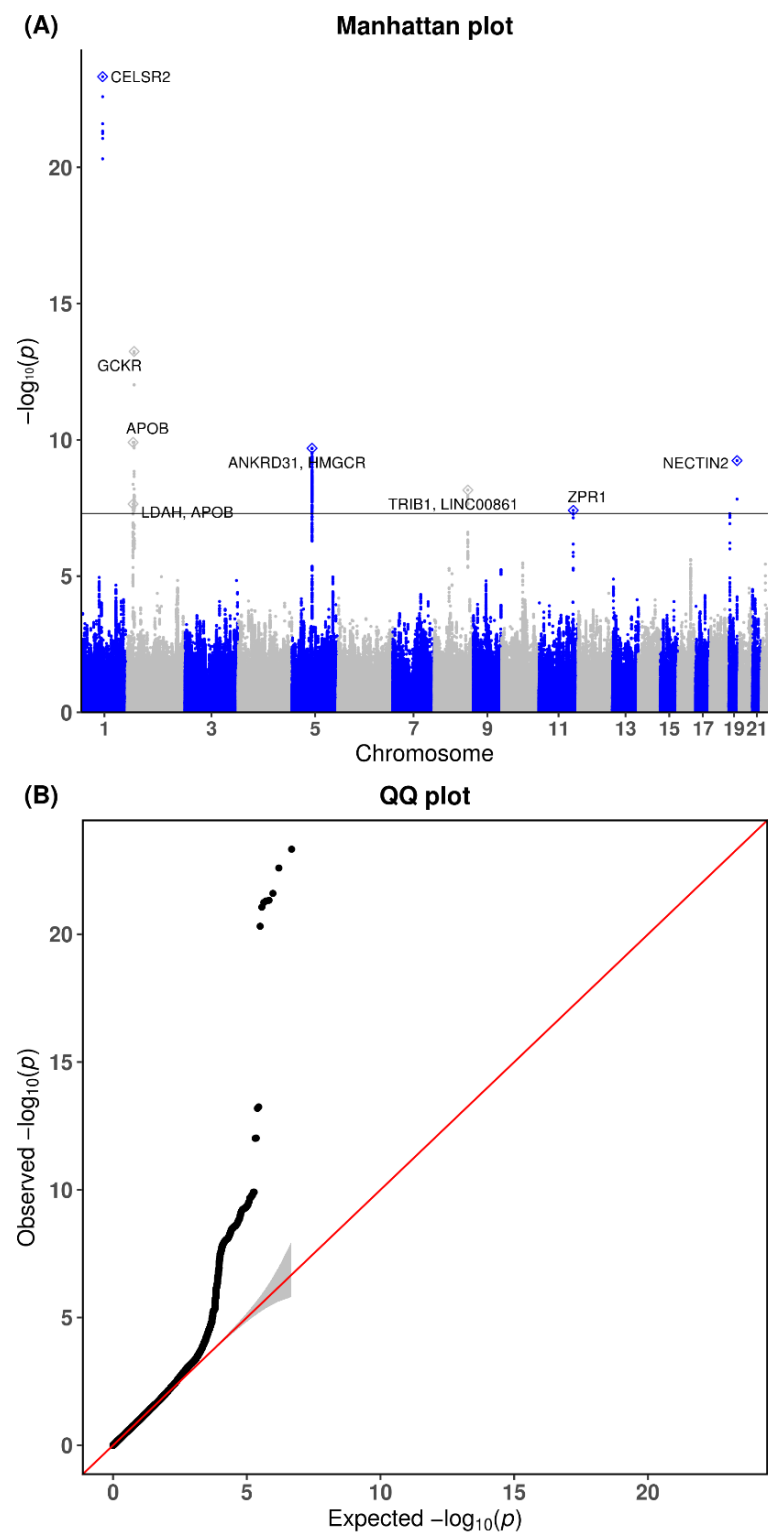 (A) Manhattan plot
CELSR2
20
15
GCKR
10
APOB
ANKRD31, HMGCR
NECTIN2
TRIB1, LINC00861
ZPR1
LDAH, APOB
5
0
−log10(p)
1 3 5 7 9 11 13 15 17 19 21
Chromosome
(B) QQ plot
20
15
10
5
0
Observed −log10(p)
0 5 10 15 20
Expected −log10(p)